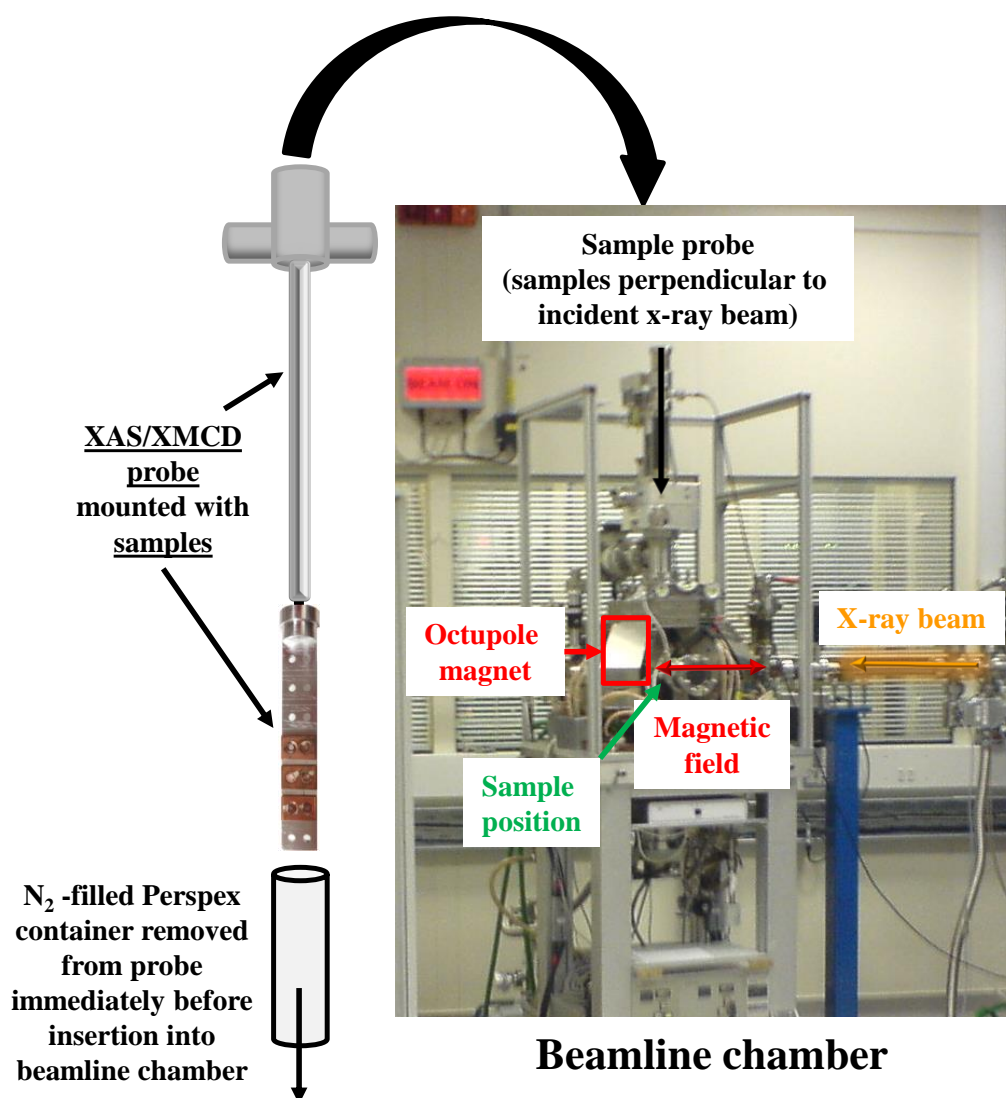 Sample probe
(samples perpendicular to
incident x-ray beam)
XAS/XMCD
probe
mounted with
samples
Octupole
magnet
X-ray beam
Magnetic
field
Sample
position
N₂ -filled Perspex
container removed
from probe
immediately before
insertion into
beamline chamber
Beamline chamber